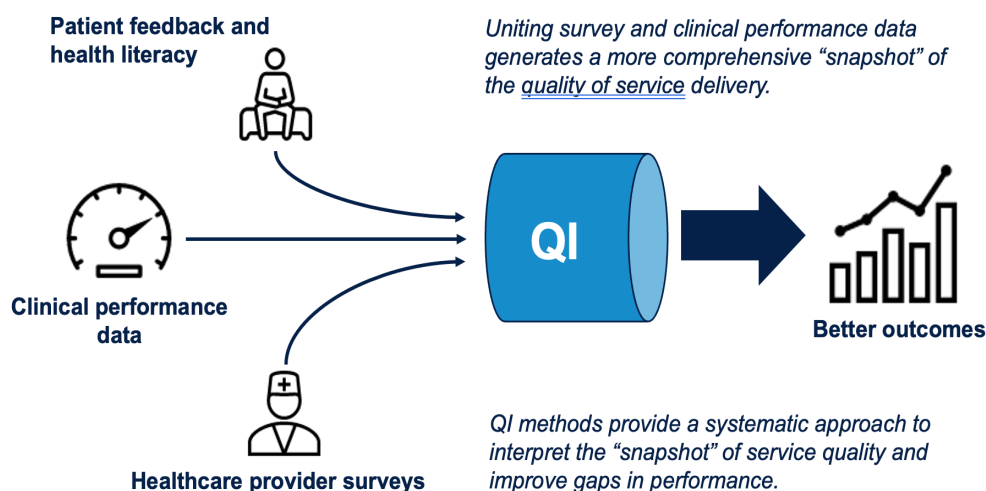 Patient feedback and
health literacy
Uniting survey and clinical performance data
generates a more comprehensive “snapshot” of
the quality of service delivery.
QI
Clinical performance
data
Better outcomes
Healthcare provider surveys
QI methods provide a systematic approach to
interpret the “snapshot” of service quality and
improve gaps in performance.